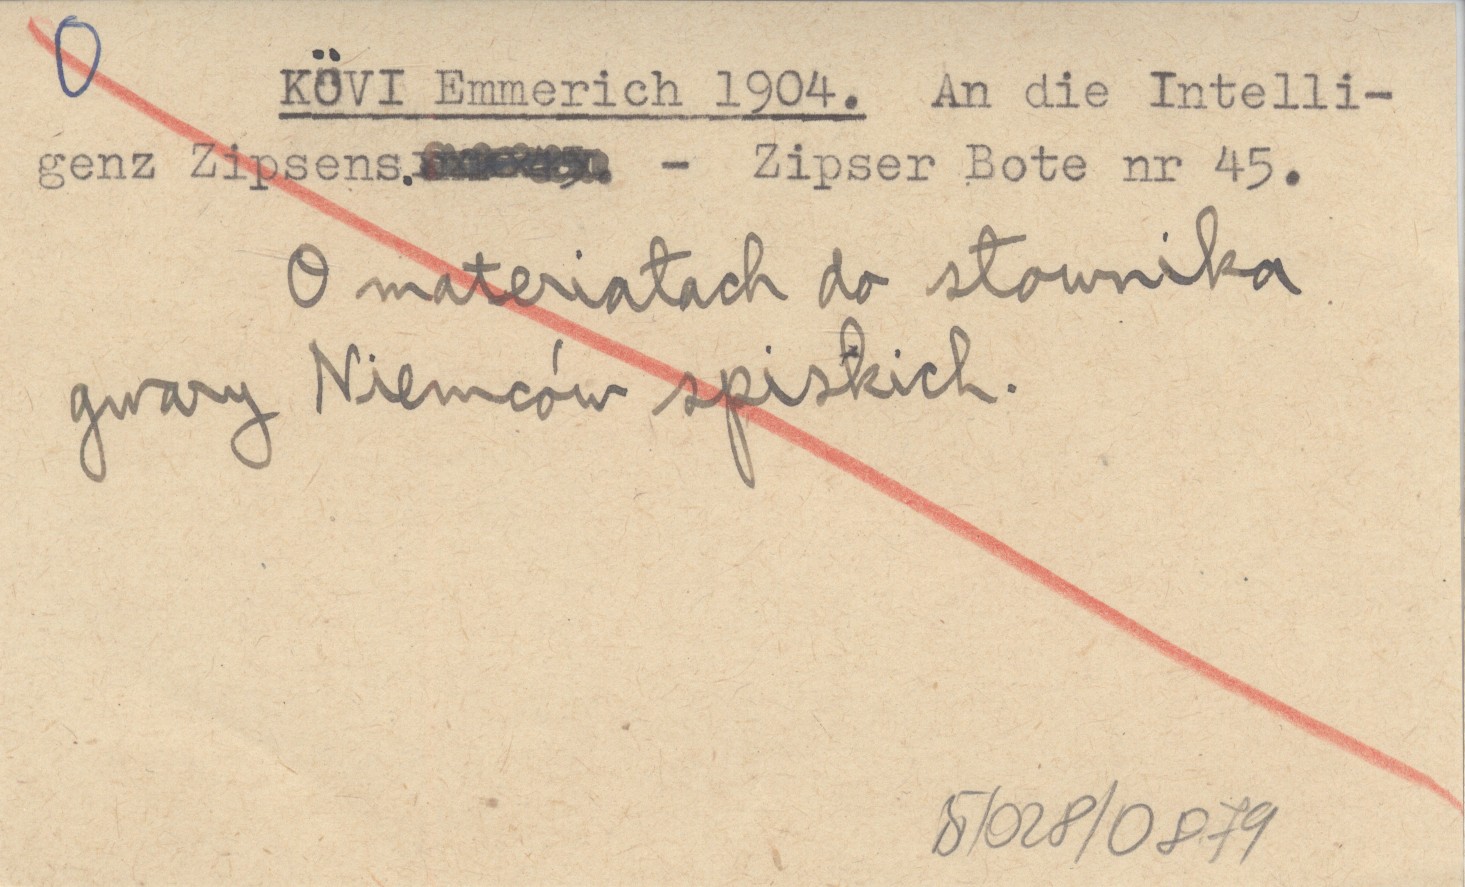 KÖVI Emmerich 1904. An die Intelli-
genz Zipsens. - Zipser Bote nr 45.
O materiałach do słownika
gwary Niemców spiskich.
/028/0879